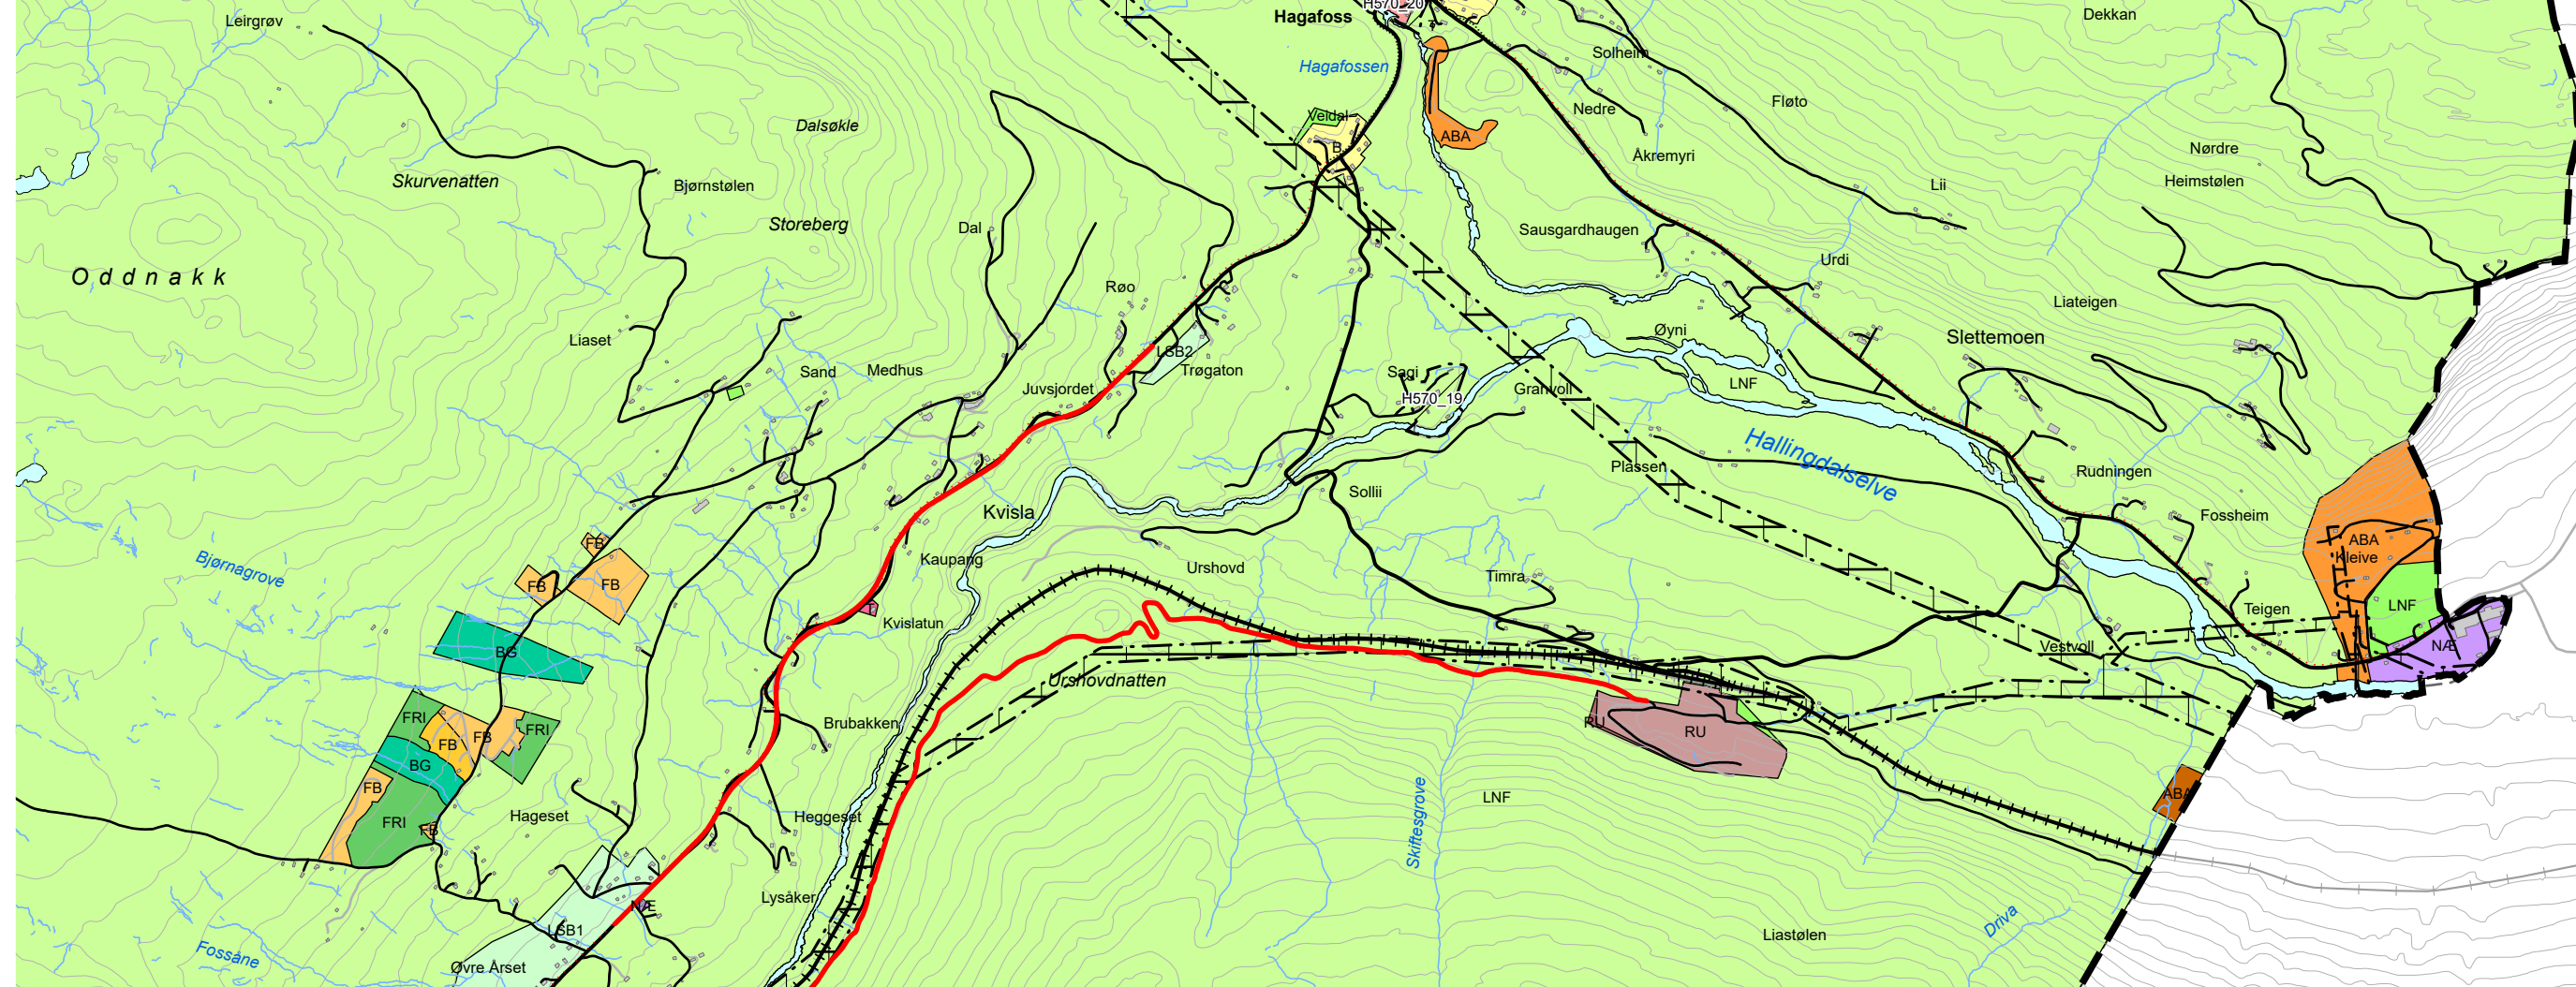 H570_20
Leirgrøv
Hagafoss
Dekkan
Solheim
Hagafossen
Fløto
Nedre
Veidal
Dalsøkle
ABA
B
Nørdre
Åkremyri
Skurvenatten
Bjørnstølen
Lii
Heimstølen
Storeberg
Dal
Sausgardhaugen
Urdi
Oddnakk
Røo
Liateigen
Øyni
Slettemoen
Liaset
LSB2
Sand
Medhus
Trøgaton
Sagi
LNF
Juvsjordet
Granvoll
H570_19
Hallingdalselve
Plassen
Rudningen
Sollii
Kvisla
Fossheim
FB
ABA
Kleive
Kaupang
Bjørnagrove
Urshovd
Timra
FB
FB
LNF
T
Teigen
Kvislatun
BG
Vestvoll
NÆ
Urshovdnatten
FRI
Brubakken
RU
FRI
FB
FB
RU
BG
FB
ABA
LNF
Hageset
Heggeset
FRI
FB
Skiftesgrove
Lysåker
NÆ
Driva
LSB1
Liastølen
Fossåne
Øvre Årset